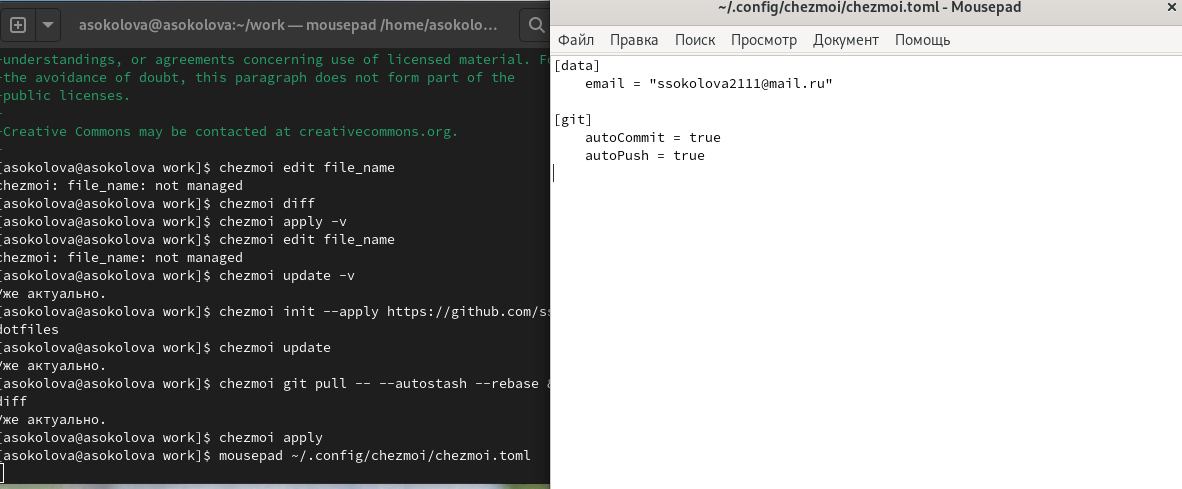 asokolova@asokolova:~/work — mousepad /home/asokolo...
understandings, or agreements concerning use of licensed material.
the avoidance of doubt, this paragraph does not form part of the
public licenses.
Creative Commons may be contacted at creativecommons.org.
[asokolova@asokolova work]$ chezmoi edit file_name
chezmoi: file_name: not managed
[asokolova@asokolova work]$ chezmoi diff
[asokolova@asokolova work]$ chezmoi apply -v
[asokolova@asokolova work]$ chezmoi edit file_name
chezmoi: file_name: not managed
[asokolova@asokolova work]$ chezmoi update -v
Уже актуально.
[asokolova@asokolova work]$ chezmoi init --apply https://github.com/ss
dotfiles
[asokolova@asokolova work]$ chezmoi update
Уже актуально.
[asokolova@asokolova work]$ chezmoi git pull -- --autostash --rebase &
diff
Уже актуально.
[asokolova@asokolova work]$ chezmoi apply
[asokolova@asokolova work]$ mousepad ~/.config/chezmoi/chezmoi.toml
~/.config/chezmoi/chezmoi.toml - Mousepad
Файл Правка Поиск Просмотр Документ Помощь
[data]
email = "ssokolova2111@mail.ru"
[git]
autoCommit = true
autoPush = true